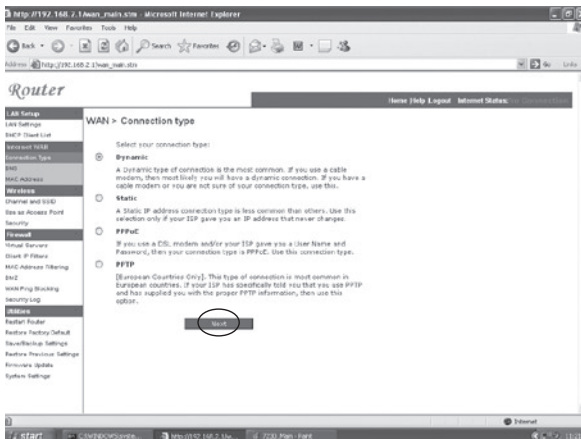 http://192.168.2.1/wan_main.stm - Microsoft Internet Explorer
File Edit View Favorites Tools Help
Back Search Favorites
Address http://192.168.2.1/wan_main.stm Go Links
Router
Home |Help |Logout Internet Status:
LAN Setup
LAN Settings
DHCP Client List
Internet WAN
Connection Type
DNS
MAC Address
Wireless
Channel and SSID
Use as Access Point
Security
Firewall
Virtual Servers
Client IP Filters
MAC Address Filtering
DMZ
WAN Ping Blocking
Security Log
Utilities
Restart Router
Restore Factory Default
Save/Backup Settings
Restore Previous Settings
Firmware Update
System Settings
WAN > Connection type
Select your connection type:
Dynamic
A Dynamic type of connection is the most common. If you use a cable
modem, then most likely you will have a dynamic connection. If you have a
cable modem or you are not sure of your connection type, use this.
Static
A Static IP address connection type is less common than others. Use this
selection only if your ISP gave you an IP address that never changes.
PPPoE
If you use a DSL modem and/or your ISP gave you a User Name and
Password, then your connection type is PPPoE. Use this connection type.
PPTP
[European Countries Only]. This type of connection is most common in
European countries. If your ISP has specifically told you that you use PPTP
and has supplied you with the proper PPTP information, then use this
option.
Next
Internet
start